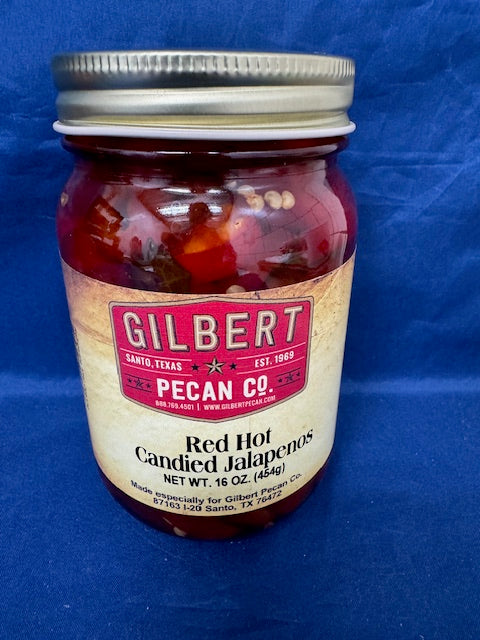 GILBERT
SANTO, TEXAS EST. 1969
PECAN CO.
888.769.4501 | WWW.GILBERTPECAN.COM
Red Hot
Candied Jalapenos
NET WT. 16 OZ. (454g)
Made especially for Gilbert Pecan Co.
87163 I-20 Santo, TX 76472